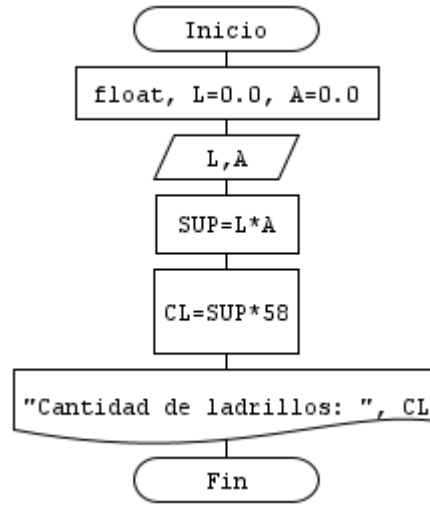 Inicio
float, L=0.0, A=0.0
L,A
SUP=L*A
CL=SUP*58
"Cantidad de ladrillos: ", CL
Fin